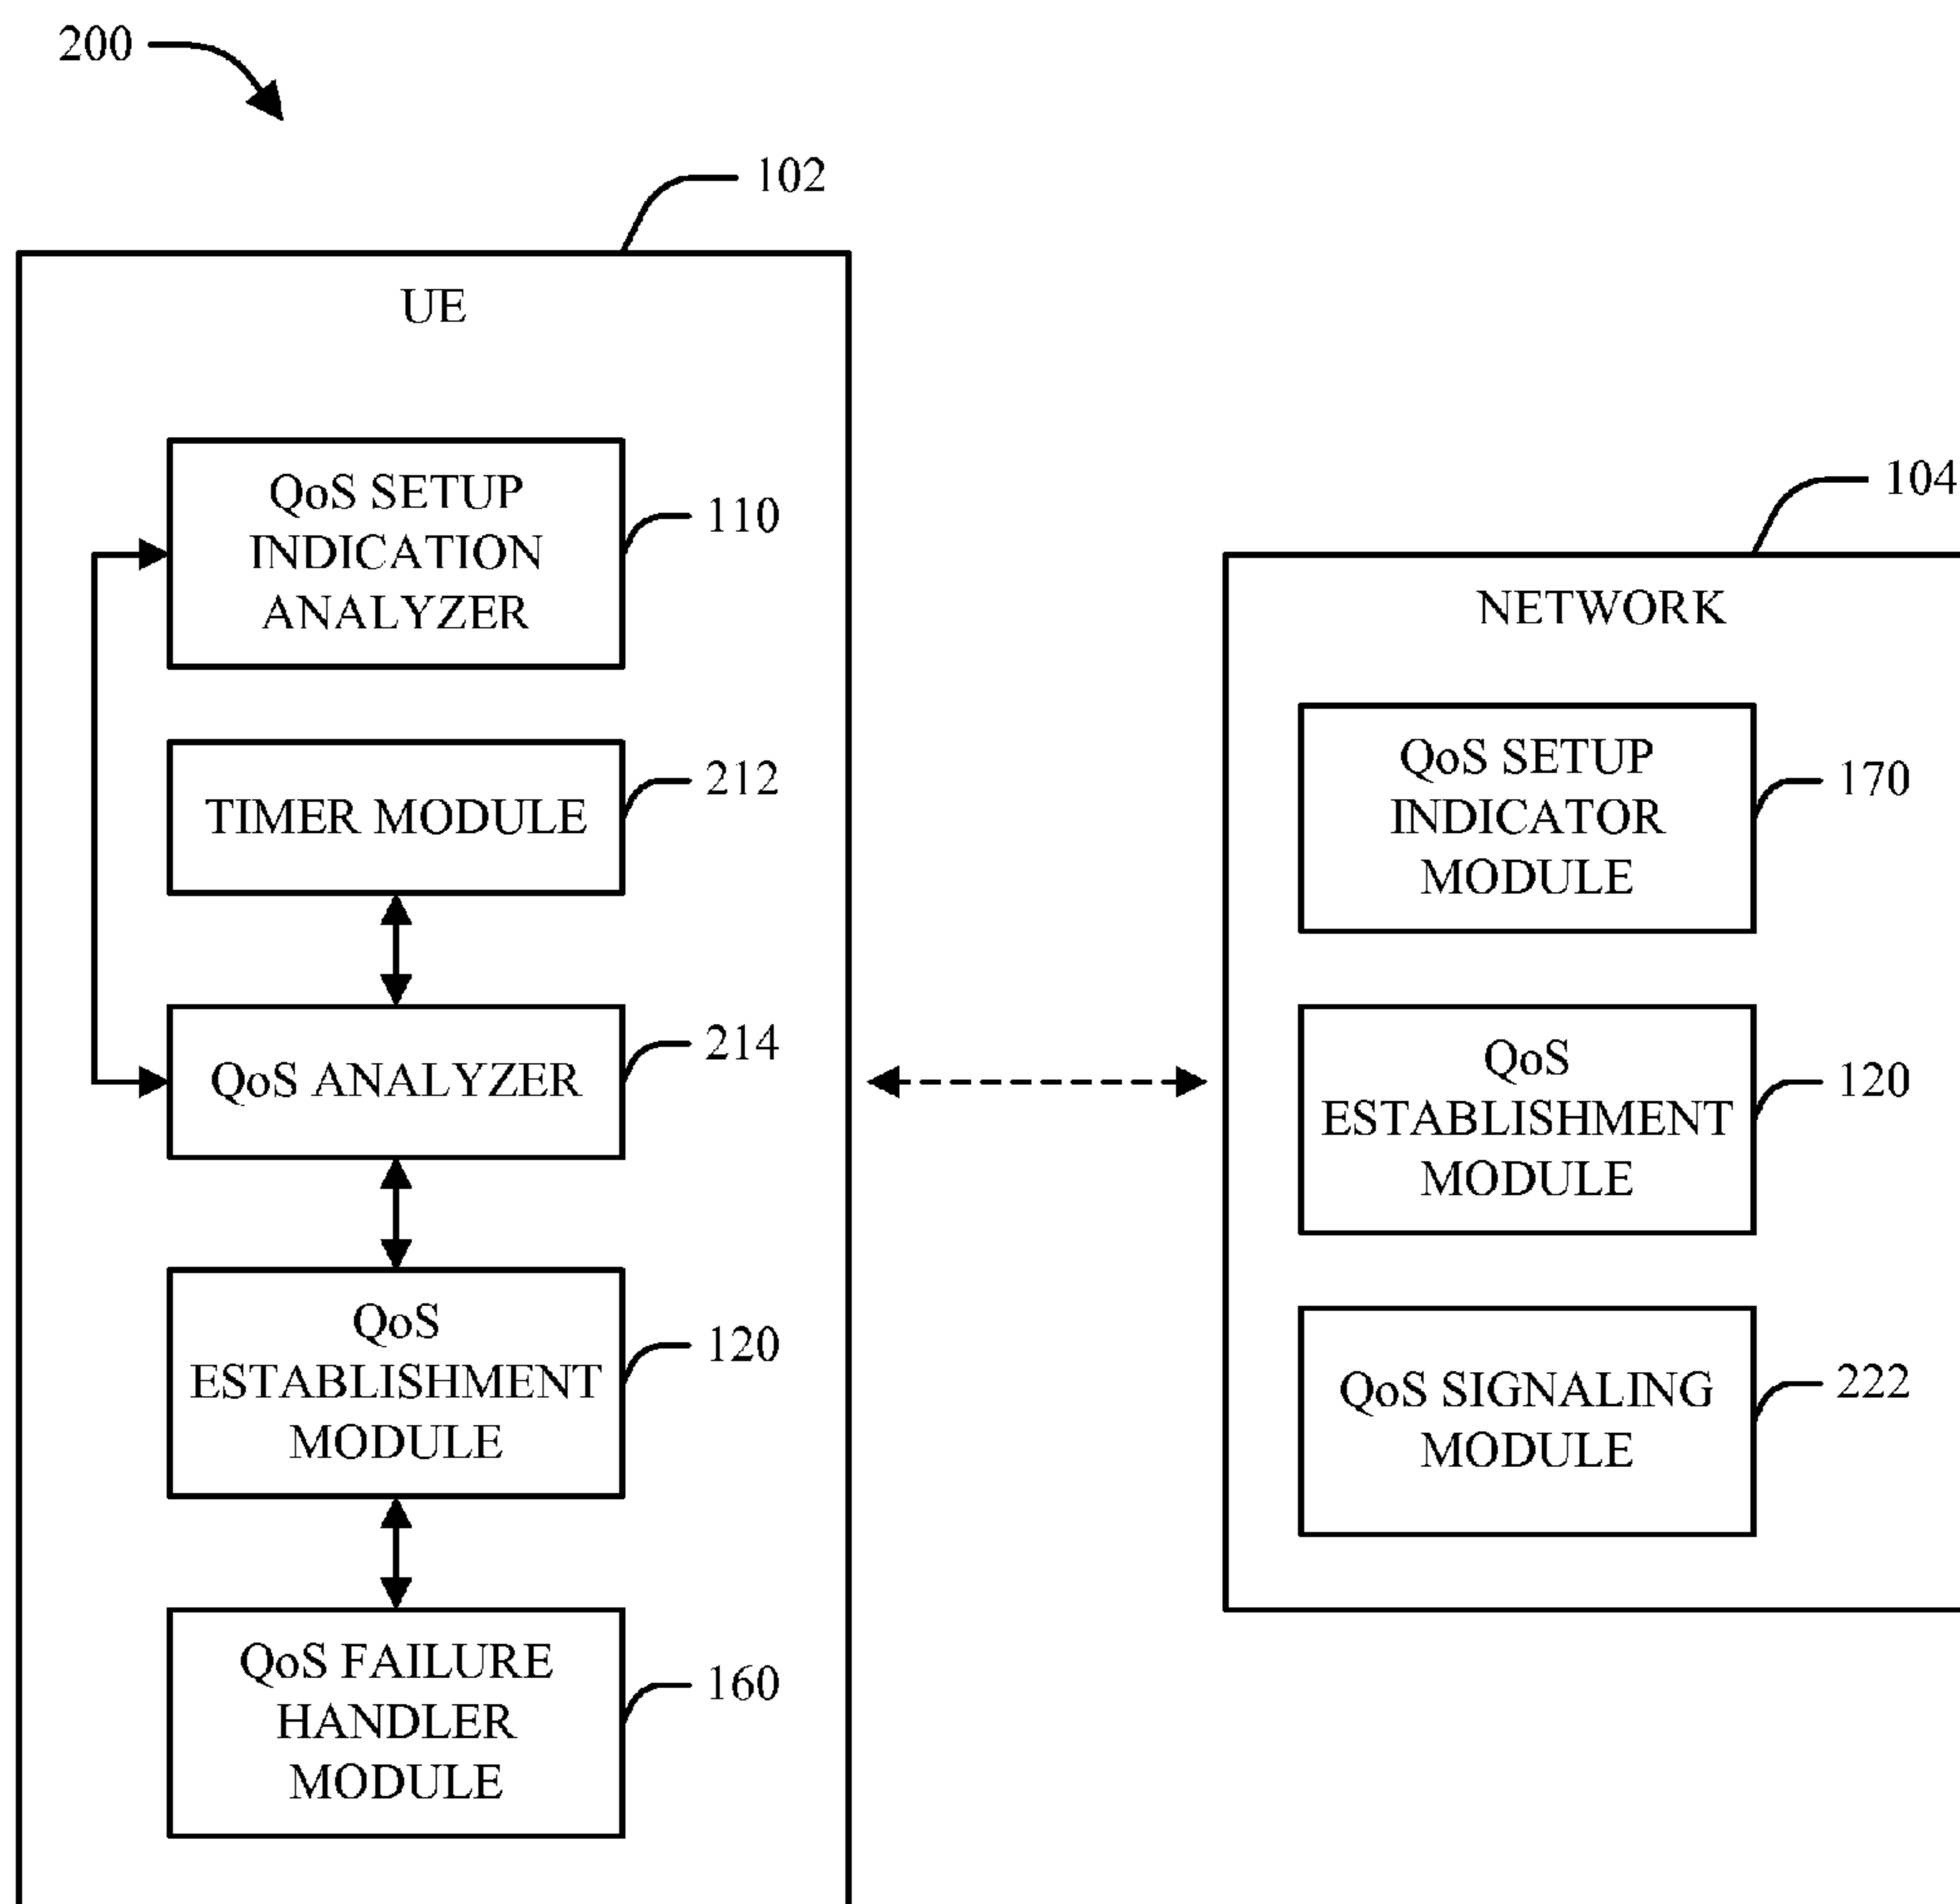 200
102
UE
QoS SETUP
INDICATION
ANALYZER
110
TIMER MODULE
212
QoS ANALYZER
214
QoS
ESTABLISHMENT
MODULE
120
QoS FAILURE
HANDLER
MODULE
160
104
NETWORK
QoS SETUP
INDICATOR
MODULE
170
QoS
ESTABLISHMENT
MODULE
120
QoS SIGNALING
MODULE
222